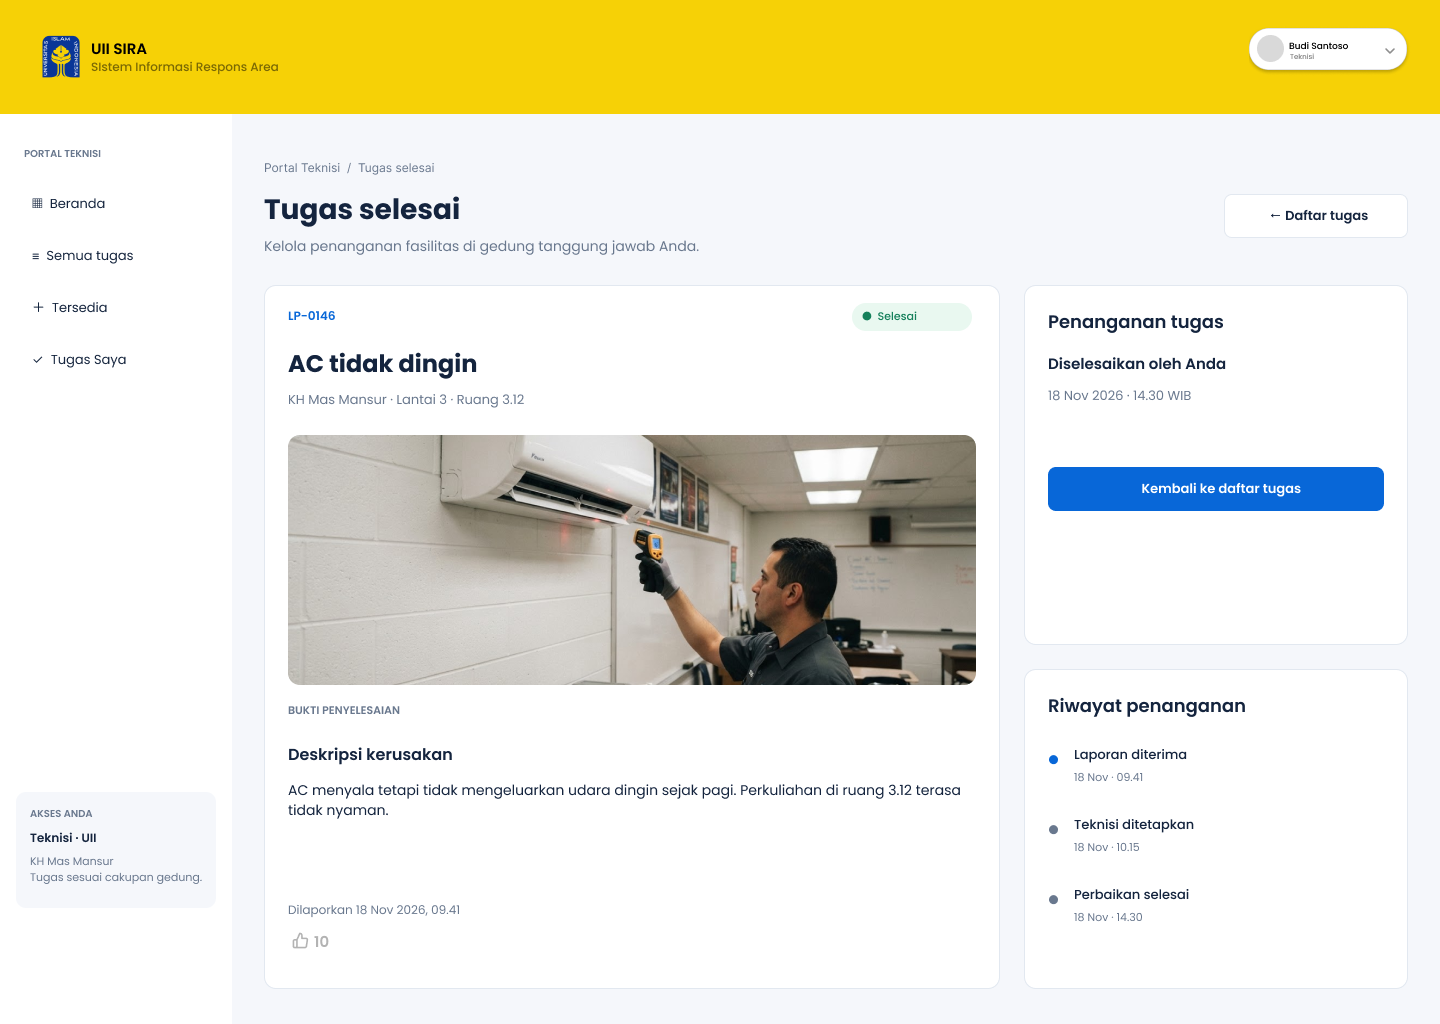 UNIVERSITAS
ISLAM
INDONESIA
UII SIRA
SIstem Informasi Respons Area
Budi Santoso
Teknisi
PORTAL TEKNISI
Beranda
Semua tugas
Tersedia
Tugas Saya
AKSES ANDA
Teknisi · UII
KH Mas Mansur
Tugas sesuai cakupan gedung.
Portal Teknisi / Tugas selesai
Tugas selesai
Kelola penanganan fasilitas di gedung tanggung jawab Anda.
← Daftar tugas
LP-0146
Selesai
AC tidak dingin
KH Mas Mansur · Lantai 3 · Ruang 3.12
BUKTI PENYELESAIAN
Deskripsi kerusakan
AC menyala tetapi tidak mengeluarkan udara dingin sejak pagi. Perkuliahan di ruang 3.12 terasa
tidak nyaman.
Dilaporkan 18 Nov 2026, 09.41
10
Penanganan tugas
Diselesaikan oleh Anda
18 Nov 2026 · 14.30 WIB
Kembali ke daftar tugas
Riwayat penanganan
Laporan diterima
18 Nov · 09.41
Teknisi ditetapkan
18 Nov · 10.15
Perbaikan selesai
18 Nov · 14.30